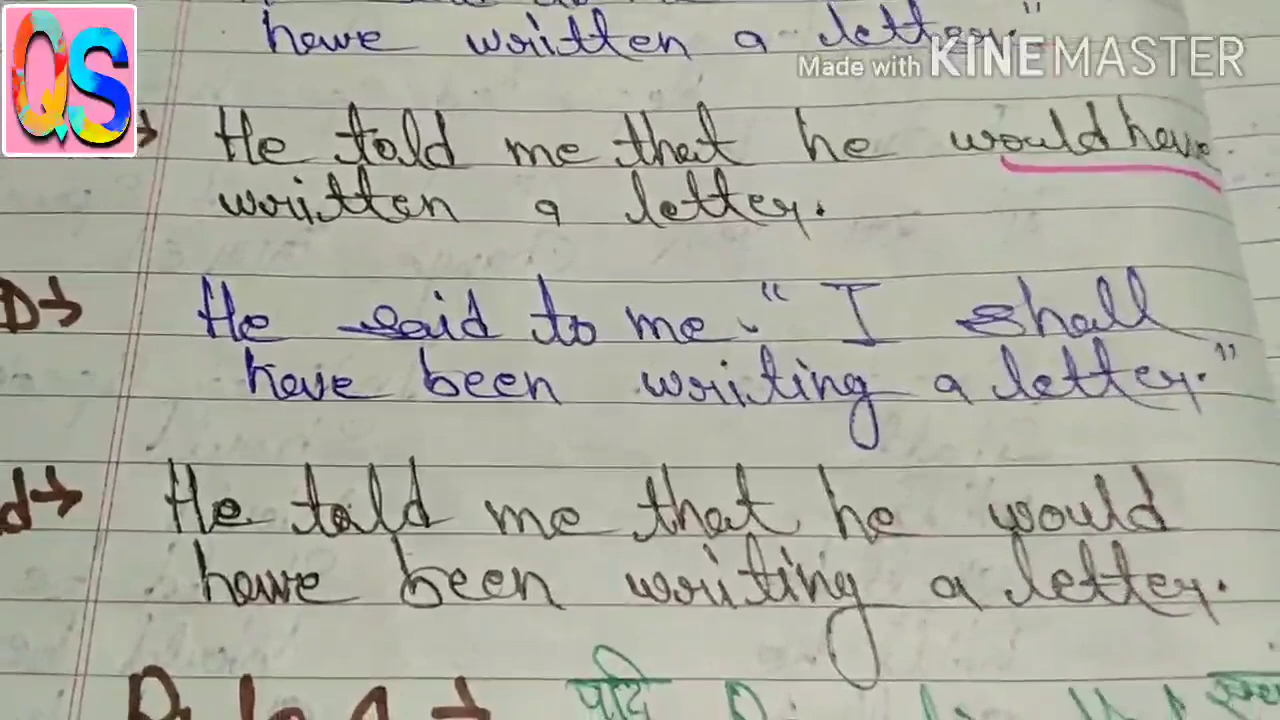 QS
have written a letter."
Made with KINEMASTER
→ He told me that he would have
written a letter.
D→ He said to me. "I shall
have been writing a letter."
d→ He told me that he would
have been writing a letter.
यदि